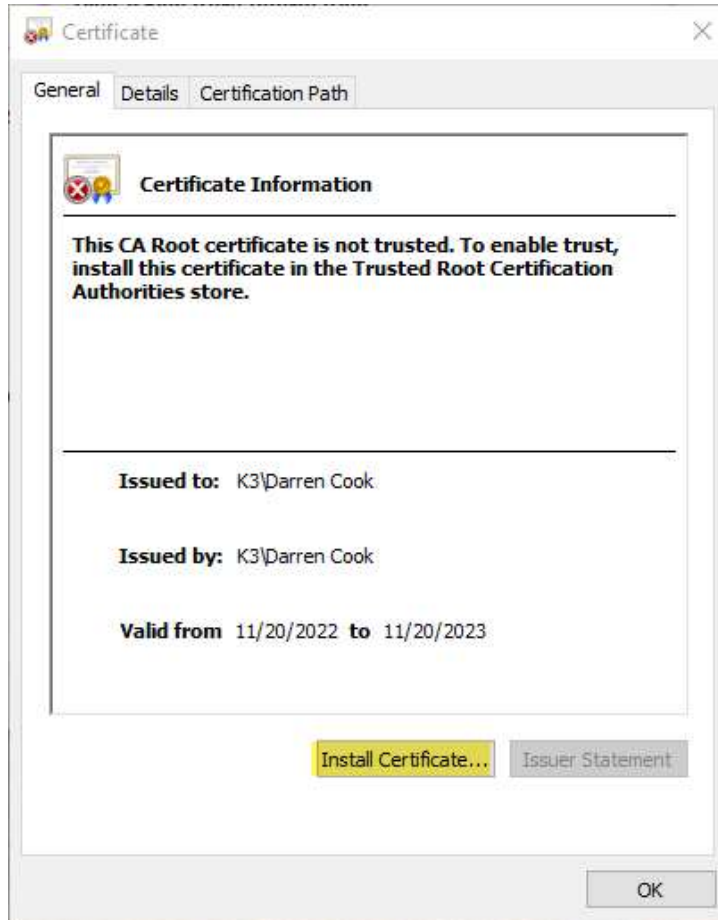 Certificate
General Details Certification Path
Certificate Information
This CA Root certificate is not trusted. To enable trust,
install this certificate in the Trusted Root Certification
Authorities store.
Issued to: K3\Darren Cook
Issued by: K3\Darren Cook
Valid from 11/20/2022 to 11/20/2023
Install Certificate... Issuer Statement
OK